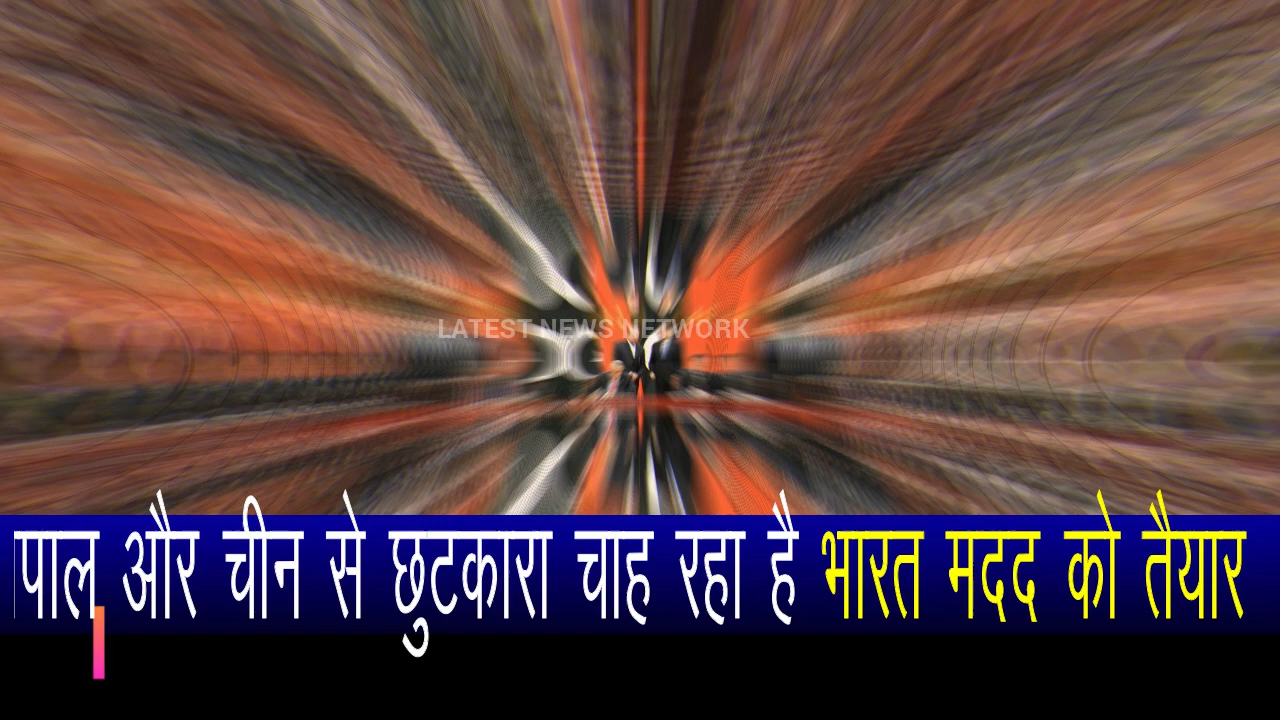 LATEST NEWS NETWORK
पाल और चीन से छुटकारा चाह रहा है भारत मदद को तैयार